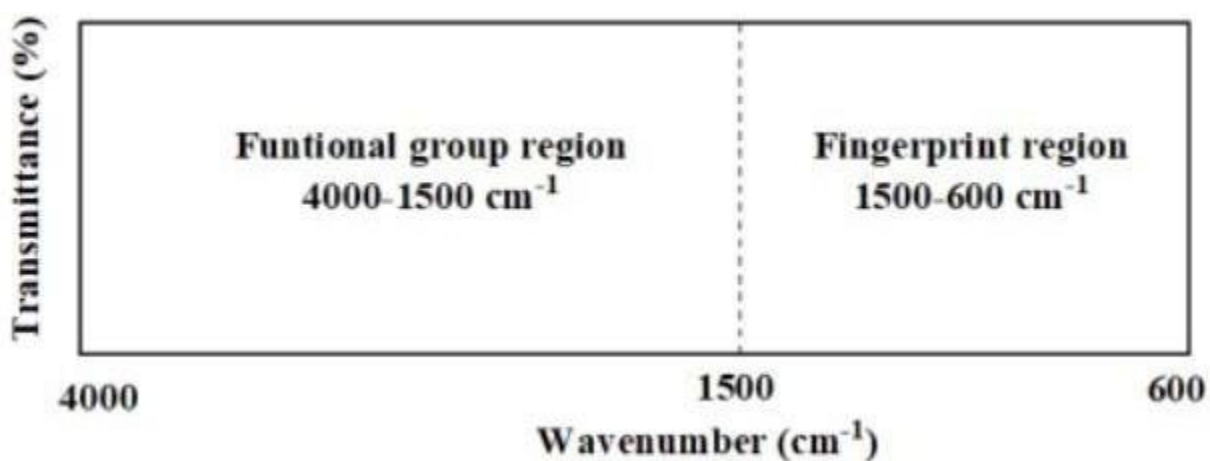 Transmittance (%)
Funtional group region
4000-1500 cm⁻¹
Fingerprint region
1500-600 cm⁻¹
4000
1500
600
Wavenumber (cm⁻¹)